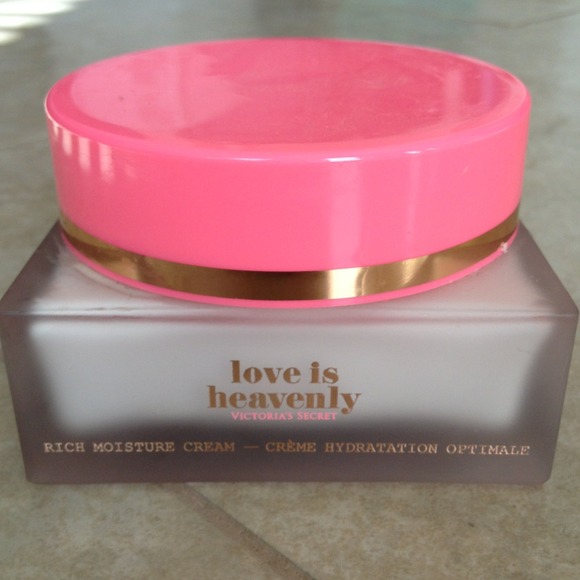 love is
heavenly
VICTORIA'S SECRET
RICH MOISTURE CREAM — CRÈME HYDRATATION OPTIMALE